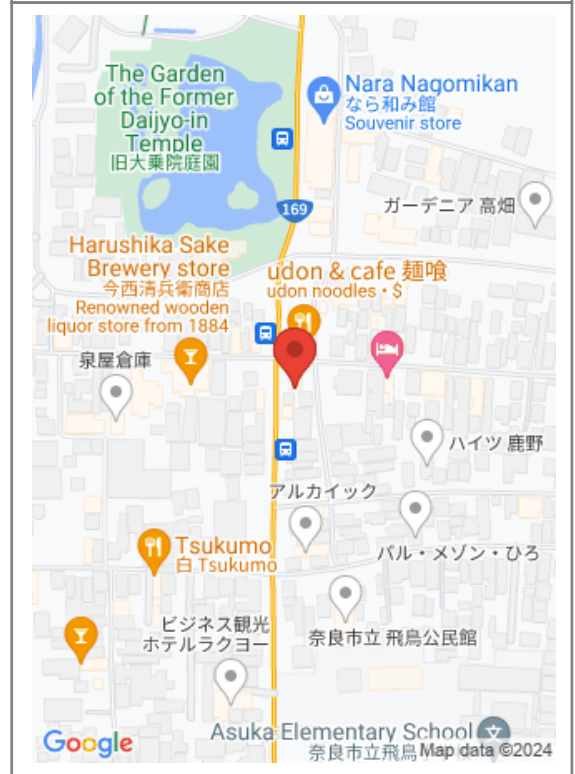 The Garden
of the Former
Daijyo-in
Temple
旧大乗院庭園
Nara Nagomikan
なら和み館
Souvenir store
169
ガーデニア 高畑
Harushika Sake
Brewery store
今西清兵衛商店
Renowned wooden
liquor store from 1884
udon & cafe 麺喰
udon noodles • $
泉屋倉庫
ハイツ 鹿野
アルカイック
パル・メゾン・ひろ
Tsukumo
白 Tsukumo
ビジネス観光
ホテルラクヨー
奈良市立 飛鳥公民館
Asuka Elementary School
奈良市立飛鳥
Google
Map data ©2024